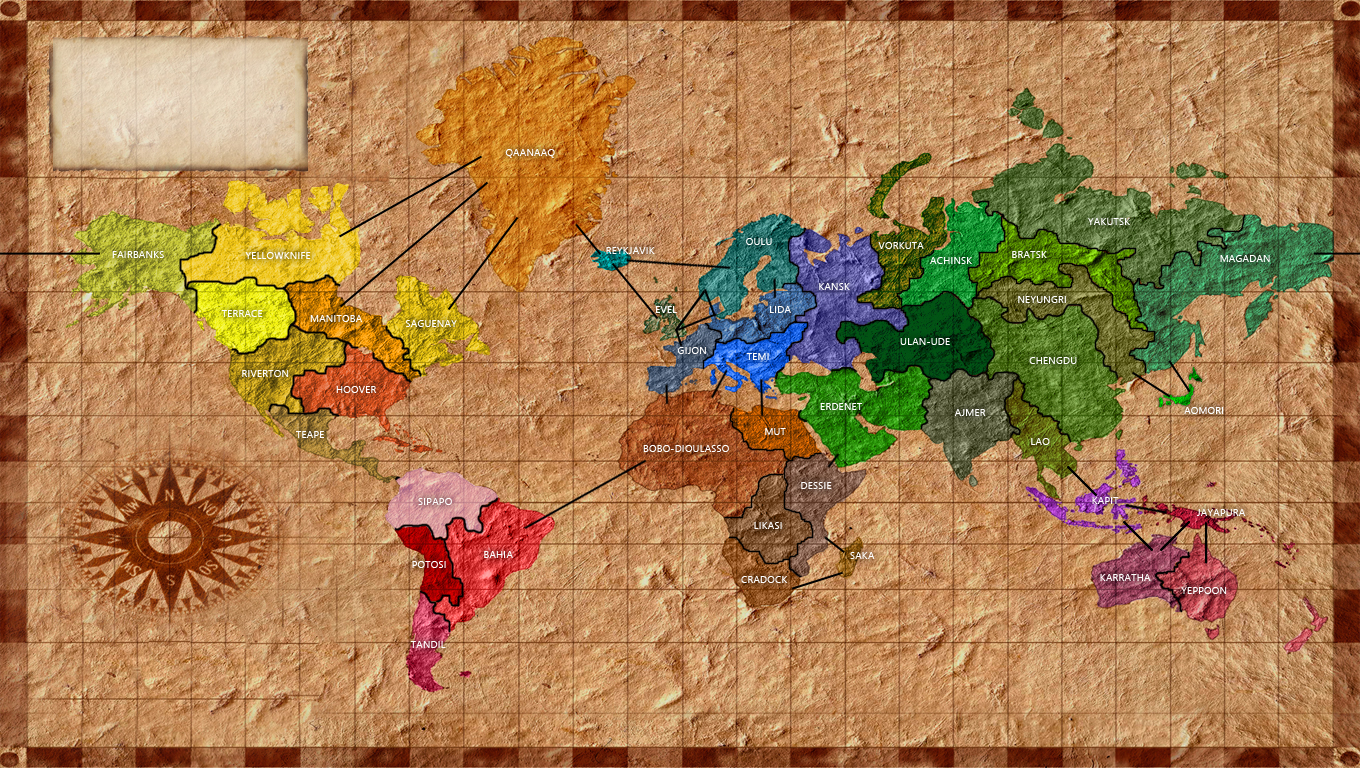 QAANAAQ
YAKUTSK
OULU
VORKUTA
REYKJAVIK
FAIRBANKS
YELLOWKNIFE
BRATSK
MAGADAN
ACHINSK
KANSK
NEYUNGRI
EVEL
LIDA
TERRACE
MANITOBA
SAGUENAY
ULAN-UDE
GIJON
TEMI
CHENGDU
RIVERTON
HOOVER
ERDENET
AJMER
AOMORI
TEAPE
MUT
LAO
BOBO-DIOULASSO
DESSIE
SIPAPO
KAPIT
JAYAPURA
LIKASI
BAHIA
SAKA
POTOSI
CRADOCK
KARRATHA
YEPPOON
TANDIL
N
NO
O
SO
S